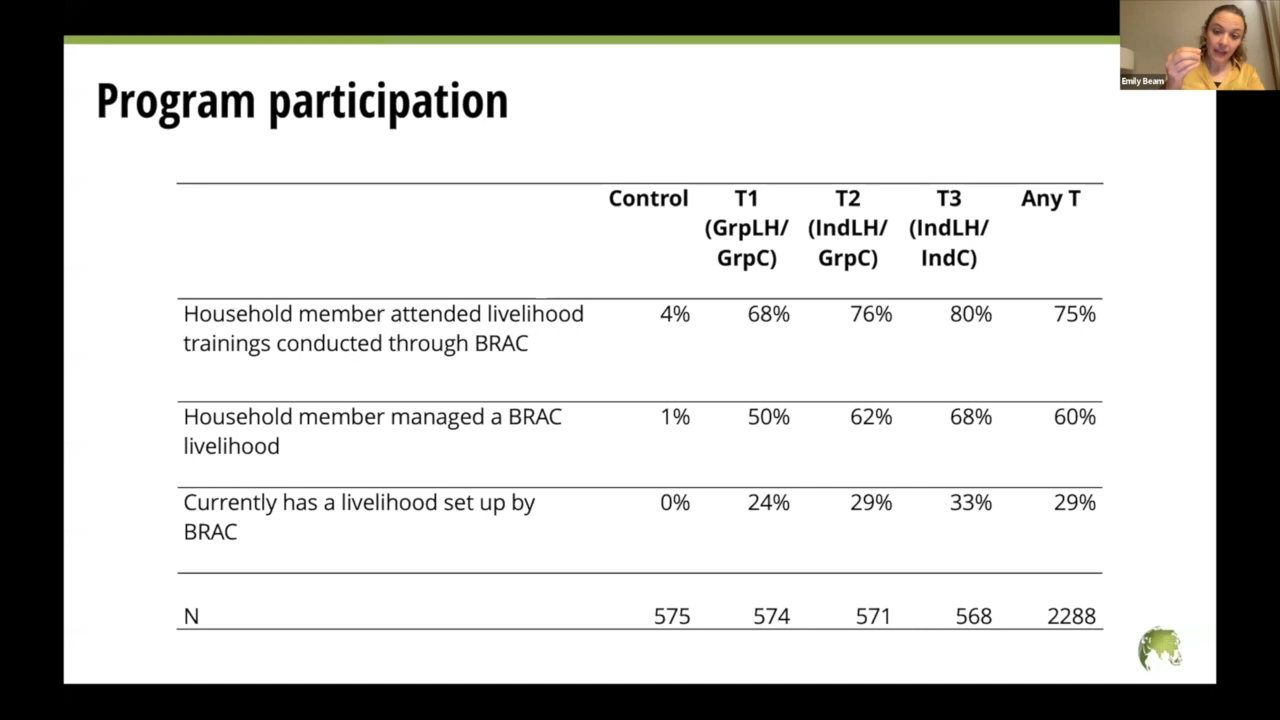 Emily Beam
Program participation
Control T1 T2 T3 Any T
(GrpLH/ (IndLH/ (IndLH/
GrpC) GrpC) IndC)
Household member attended livelihood 4% 68% 76% 80% 75%
trainings conducted through BRAC
Household member managed a BRAC 1% 50% 62% 68% 60%
livelihood
Currently has a livelihood set up by 0% 24% 29% 33% 29%
BRAC
N 575 574 571 568 2288